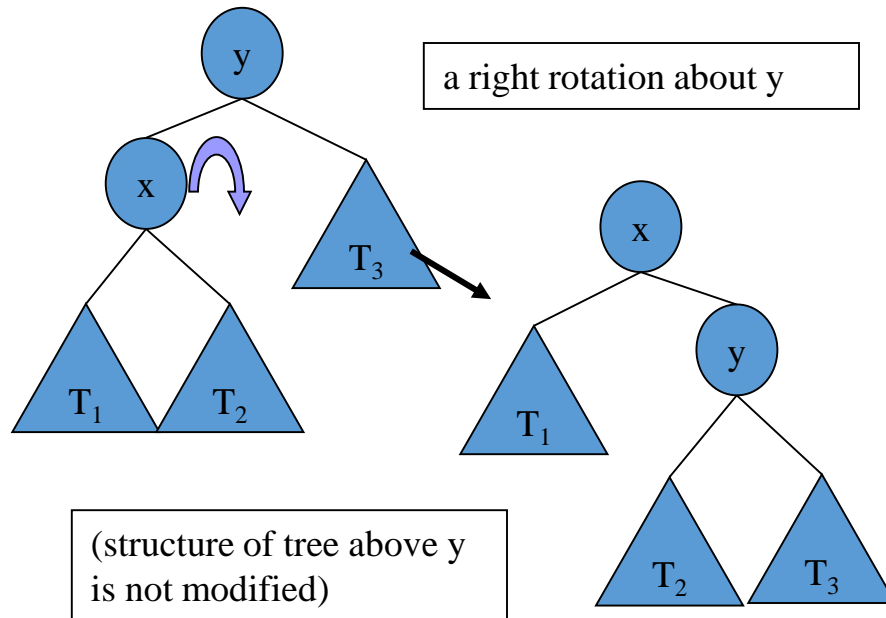 y
a right rotation about y
x
T₃
T₁
T₂
x
y
T₁
T₂
T₃
(structure of tree above y
is not modified)